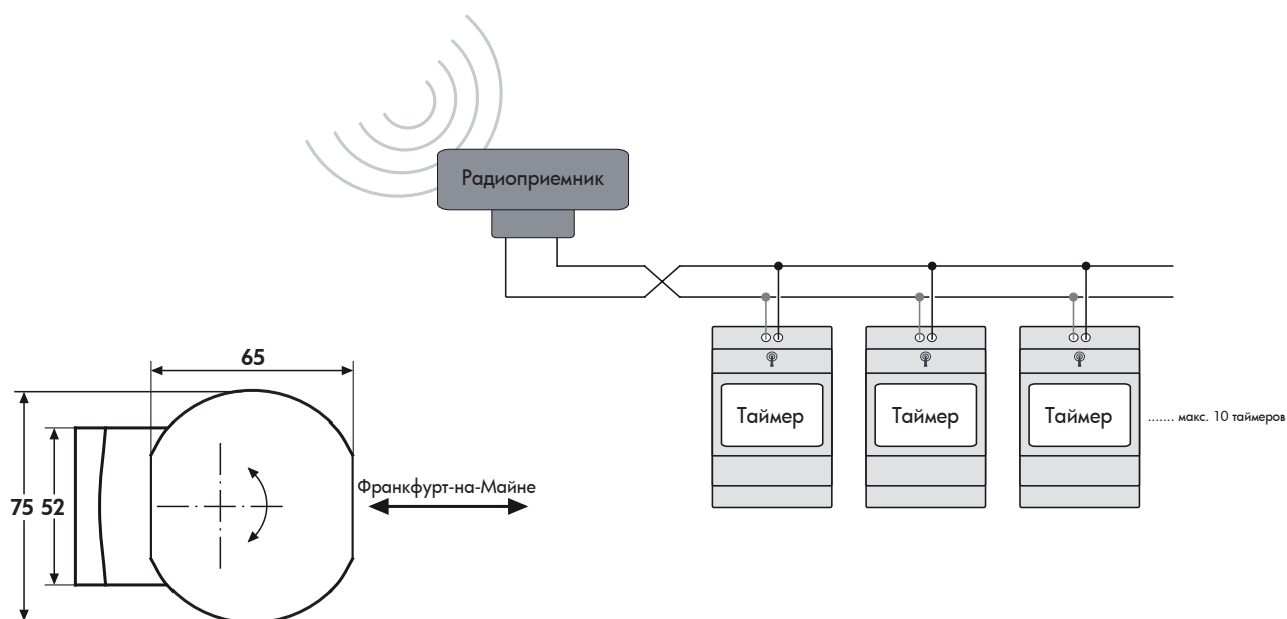 Радиоприемник
65
Таймер
Таймер
Таймер
....... макс. 10 таймеров
Франкфурт-на-Майне
75
52